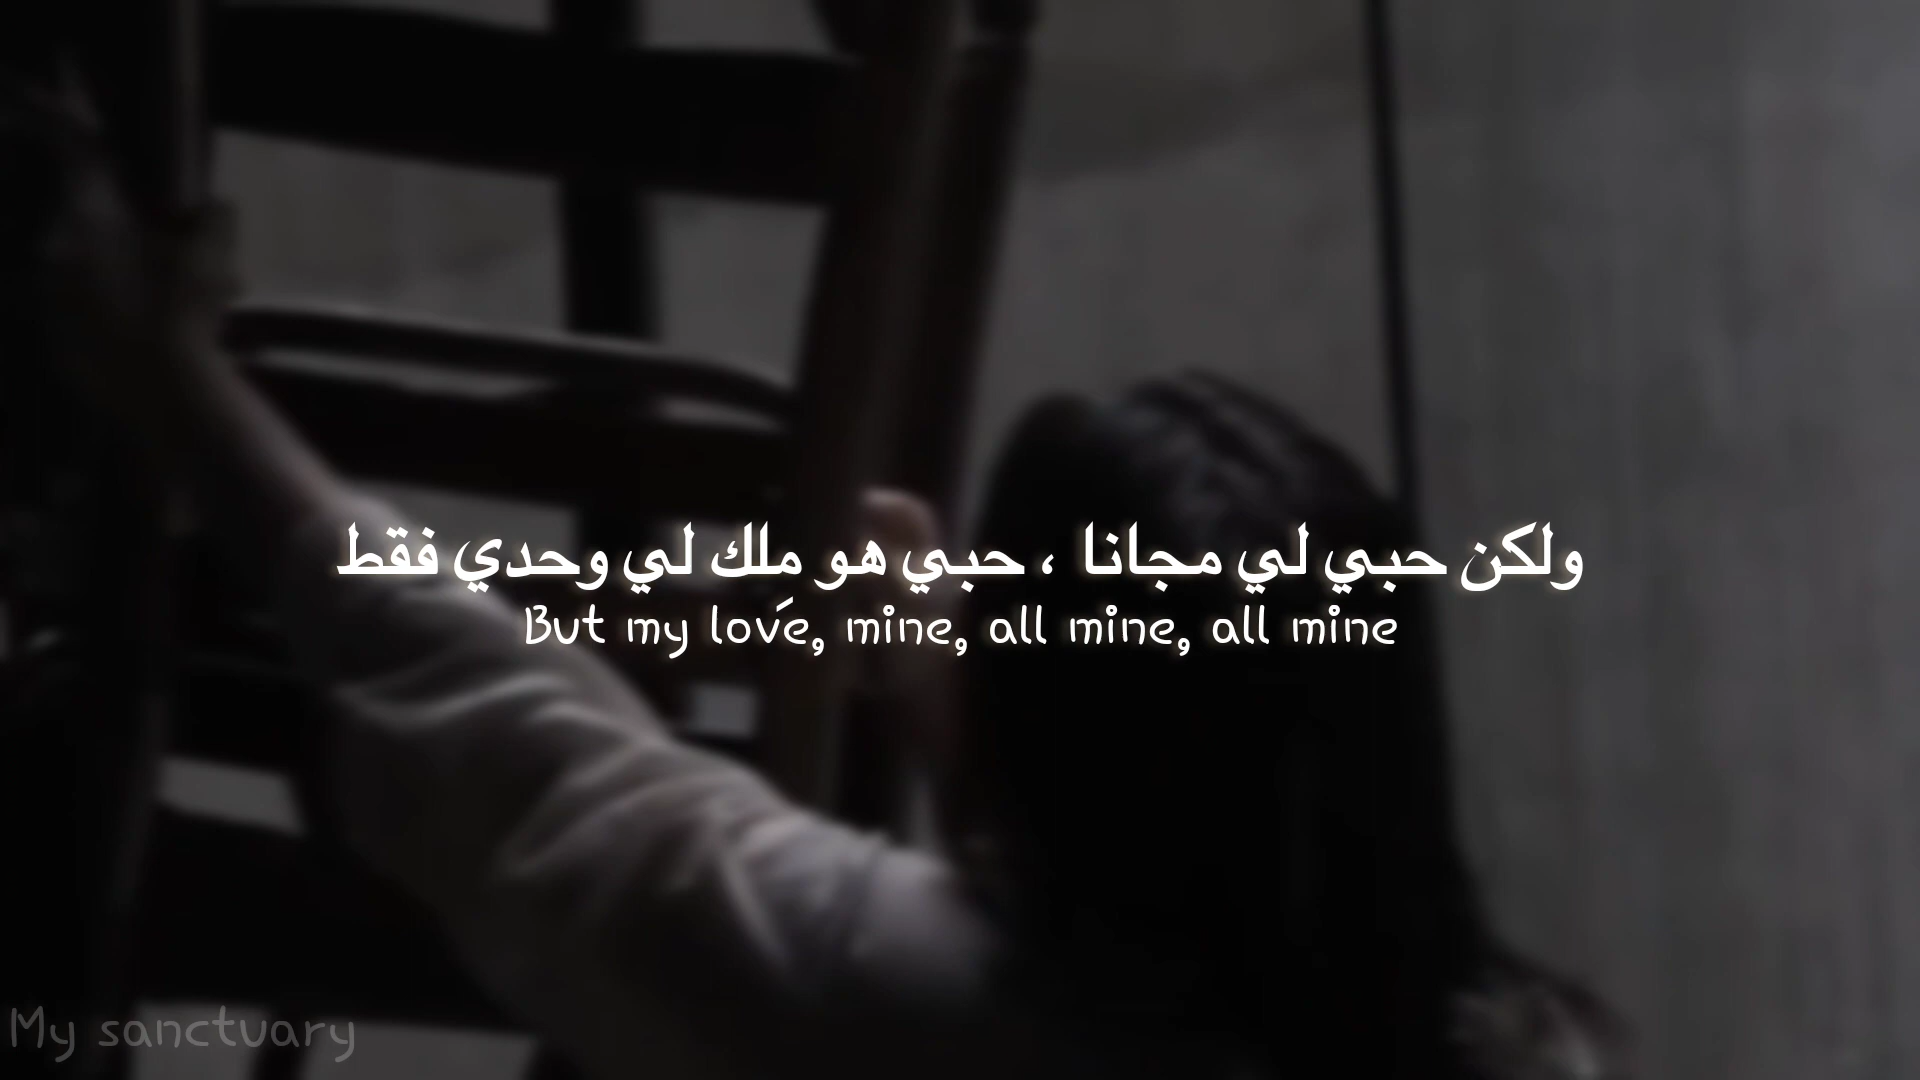 ولكن حبي لي مجانا ، حبي هو مِلك لي وحدي فقط
But my love, mine, all mine, all mine
My sanctuary